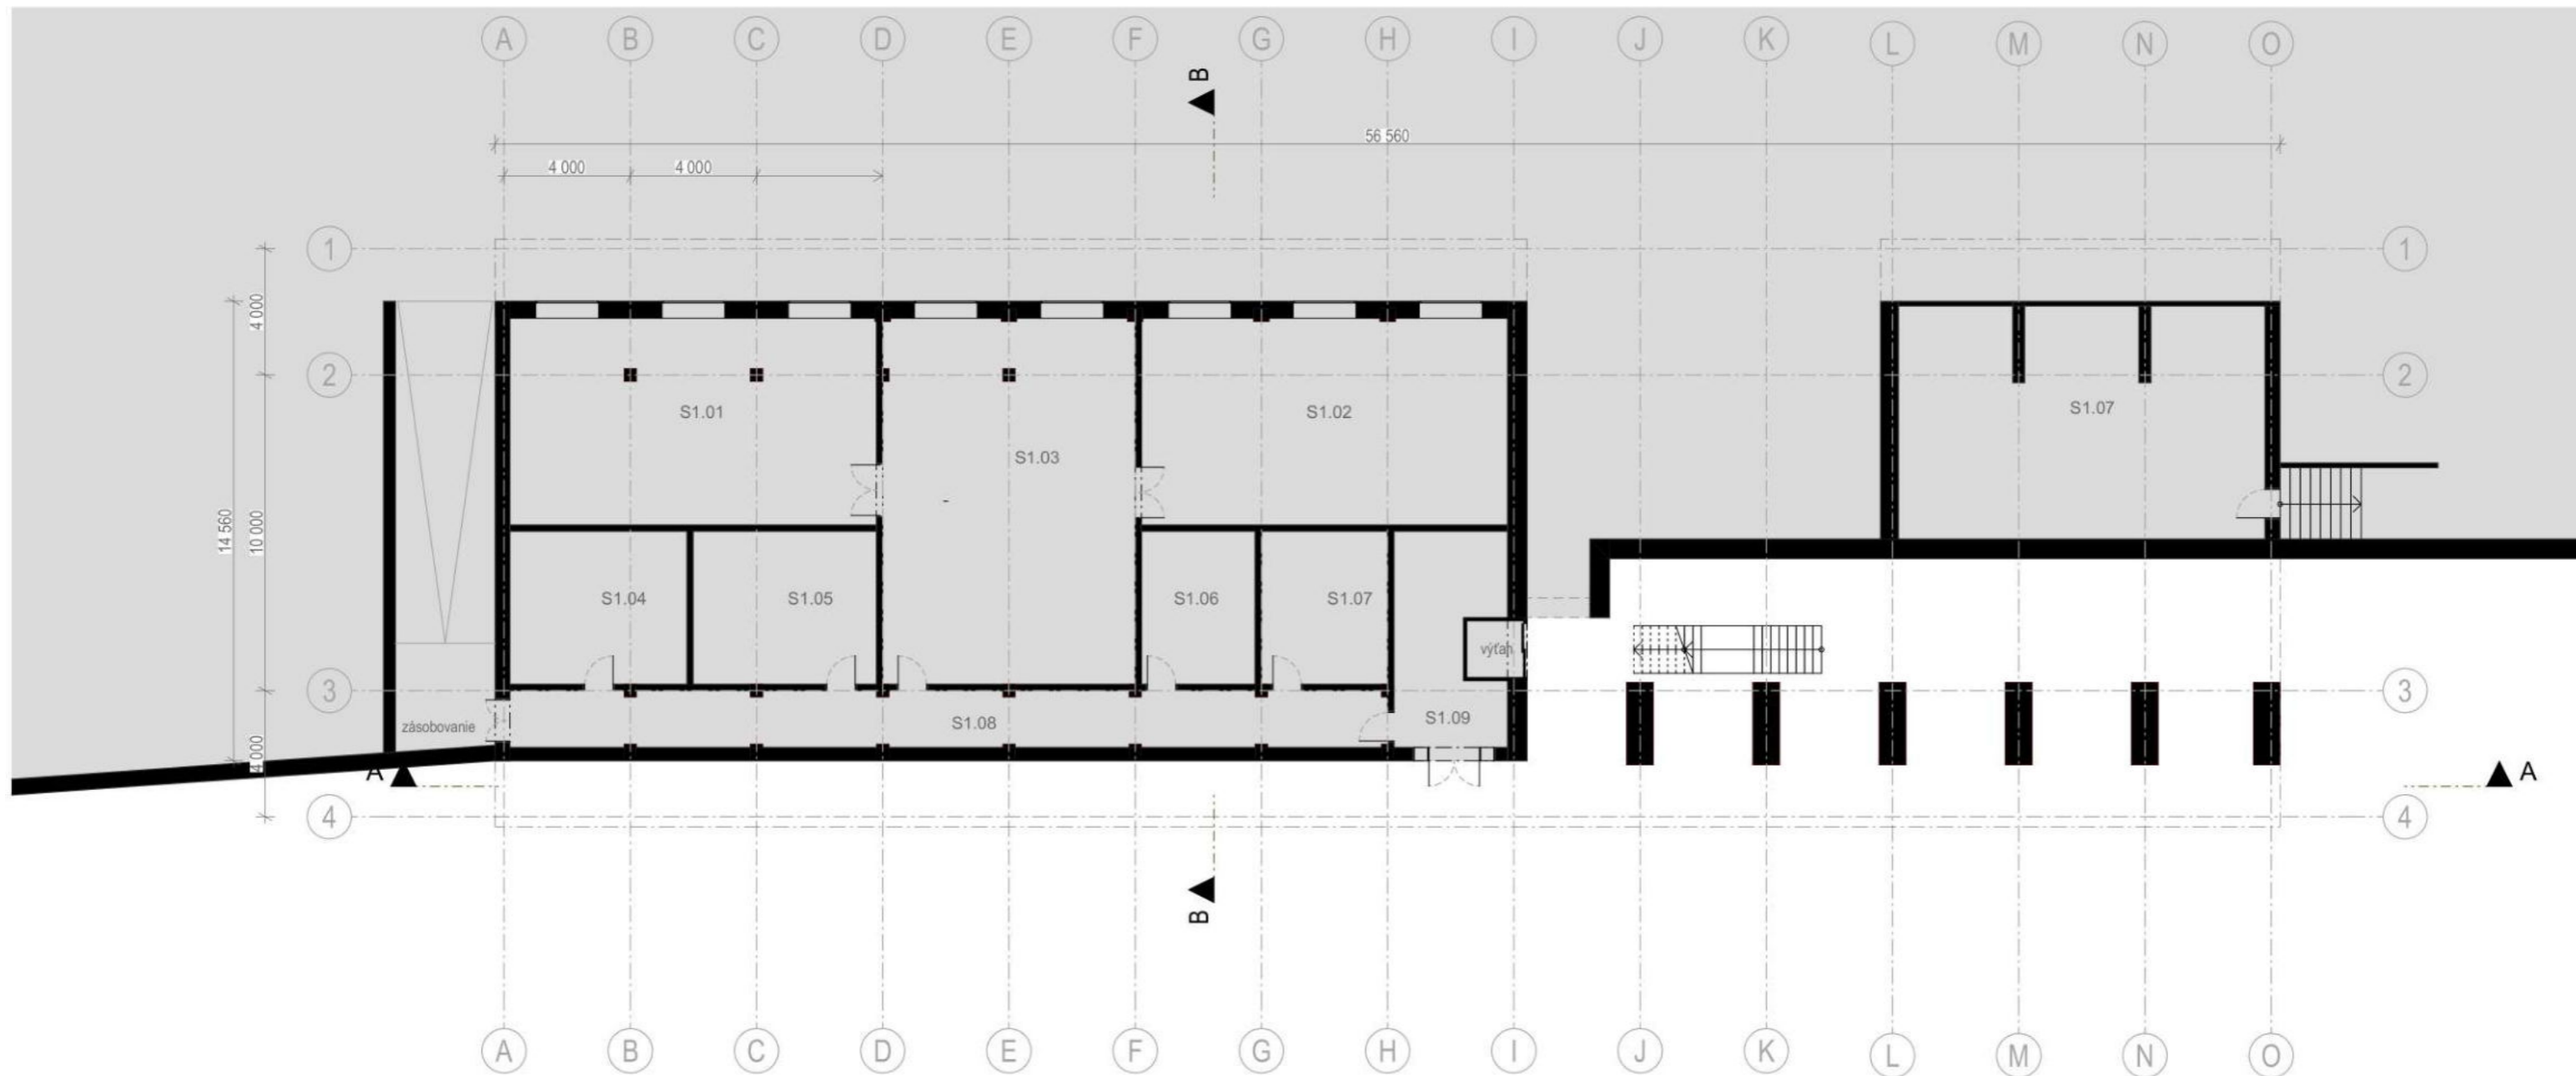 A B C D E F G H I J K L M N O
B
56 560
4 000 4 000
1 1
4 000
2 2
S1.01 S1.02 S1.07
S1.03
14 560
10 000
S1.04 S1.05 S1.06 S1.07
výťah
3 3
zásobovanie S1.08 S1.09
4 000
A A
4 4
B
A B C D E F G H I J K L M N O